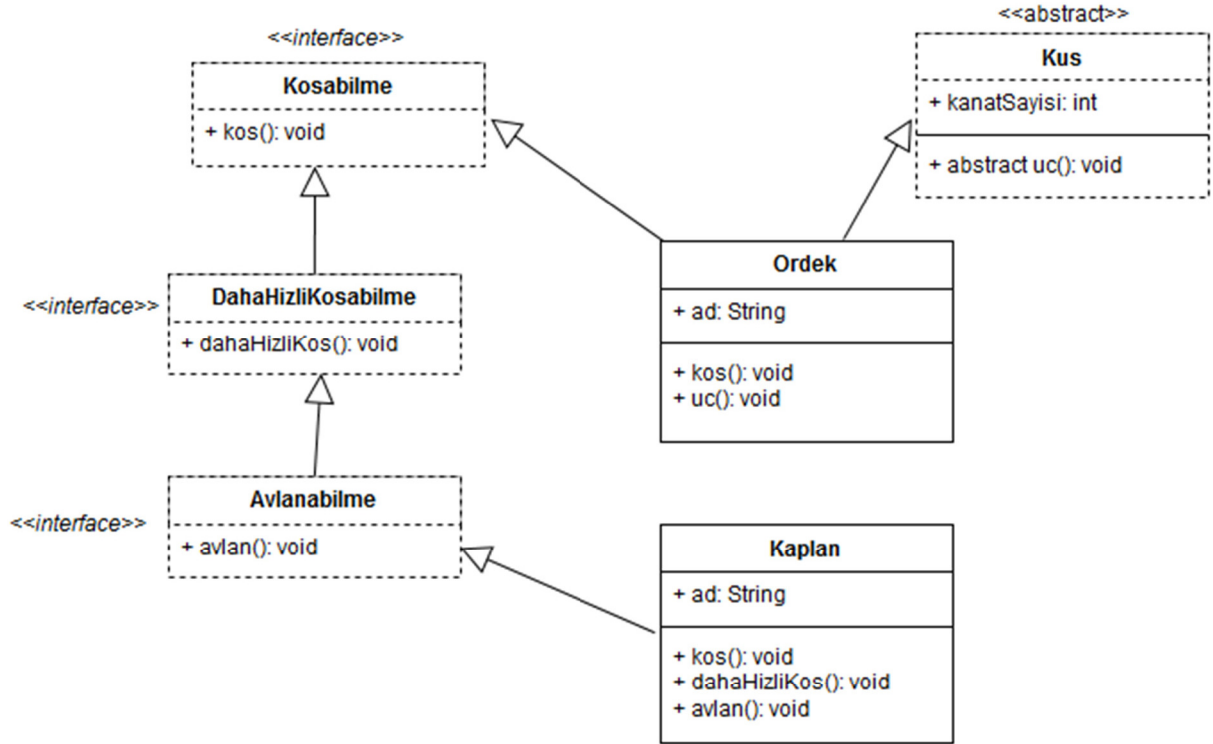 <<interface>>
Kosabilme
+ kos(): void
<<abstract>>
Kus
+ kanatSayisi: int
+ abstract uc(): void
<<interface>>
DahaHizliKosabilme
+ dahaHizliKos(): void
Ordek
+ ad: String
+ kos(): void
+ uc(): void
<<interface>>
Avlanabilme
+ avlan(): void
Kaplan
+ ad: String
+ kos(): void
+ dahaHizliKos(): void
+ avlan(): void